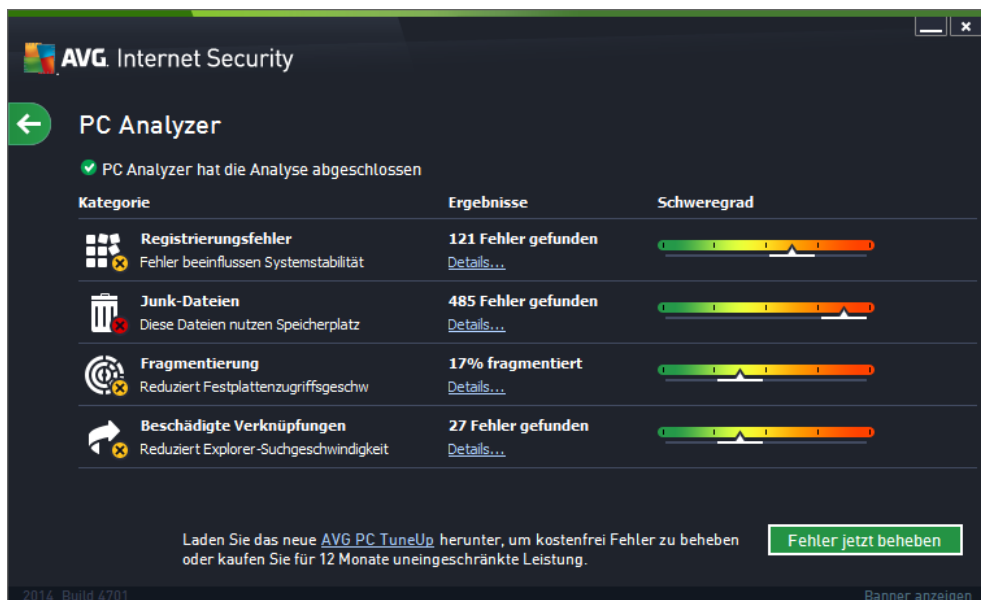 AVG. Internet Security
PC Analyzer
PC Analyzer hat die Analyse abgeschlossen
Kategorie Ergebnisse Schweregrad
Registrierungsfehler 121 Fehler gefunden
Fehler beeinflussen Systemstabilität Details...
Junk-Dateien 485 Fehler gefunden
Diese Dateien nutzen Speicherplatz Details...
Fragmentierung 17% fragmentiert
Reduziert Festplattenzugriffsgeschw Details...
Beschädigte Verknüpfungen 27 Fehler gefunden
Reduziert Explorer-Suchgeschwindigkeit Details...
Laden Sie das neue AVG PC TuneUp herunter, um kostenfrei Fehler zu beheben
oder kaufen Sie für 12 Monate uneingeschränkte Leistung.
Fehler jetzt beheben
2014 Build 4701 Banner anzeigen